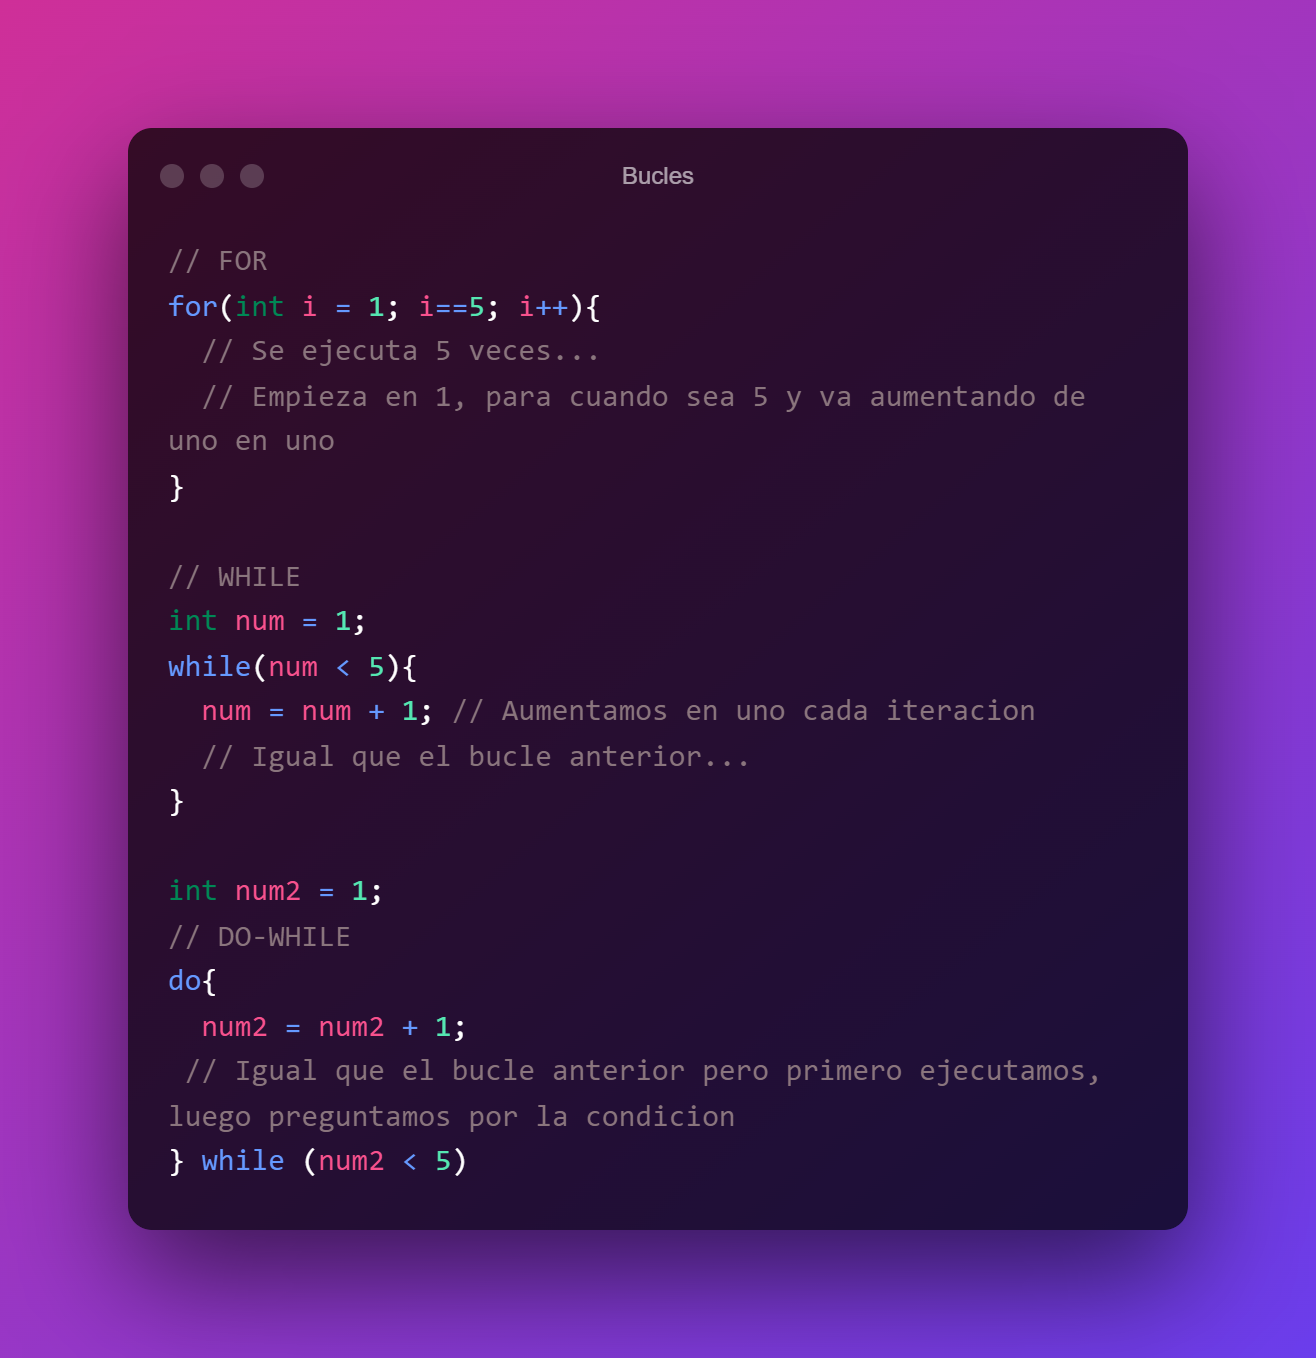 Bucles
// FOR
for(int i = 1; i==5; i++){
  // Se ejecuta 5 veces...
  // Empieza en 1, para cuando sea 5 y va aumentando de
uno en uno
}
// WHILE
int num = 1;
while(num < 5){
  num = num + 1; // Aumentamos en uno cada iteracion
  // Igual que el bucle anterior...
}
int num2 = 1;
// DO-WHILE
do{
  num2 = num2 + 1;
 // Igual que el bucle anterior pero primero ejecutamos,
luego preguntamos por la condicion
} while (num2 < 5)